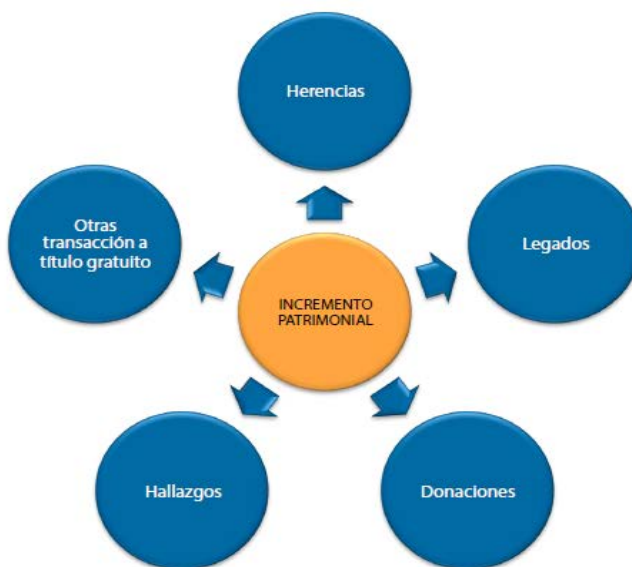 Herencias
Otras
transacción a
título gratuito
Legados
INCREMENTO
PATRIMONIAL
Hallazgos
Donaciones